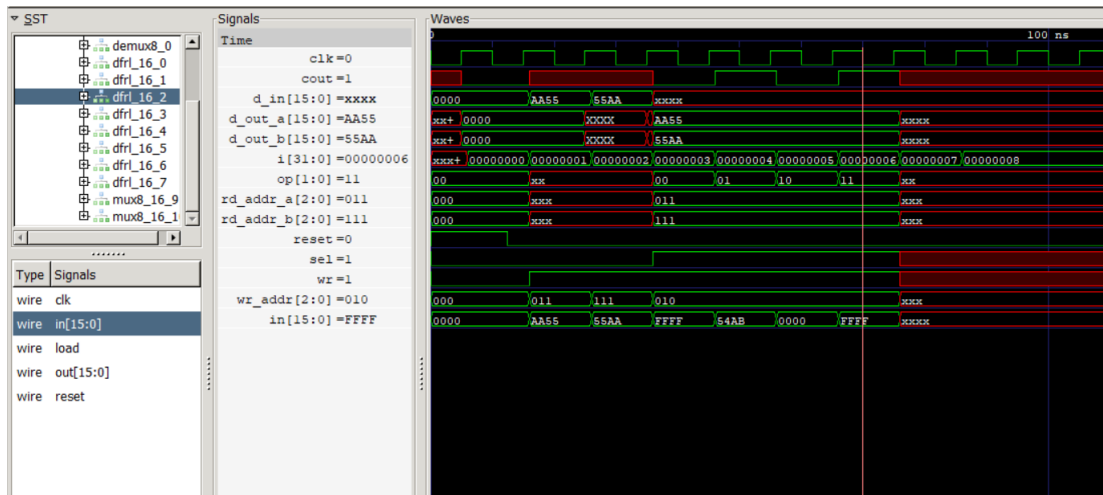 SST
demux8_0
dfrl_16_0
dfrl_16_1
dfrl_16_2
dfrl_16_3
dfrl_16_4
dfrl_16_5
dfrl_16_6
dfrl_16_7
mux8_16_9
mux8_16_1
Type Signals
wire clk
wire in[15:0]
wire load
wire out[15:0]
wire reset
Signals
Time
clk=0
cout=1
d_in[15:0]=xxxx
d_out_a[15:0]=AA55
d_out_b[15:0]=55AA
i[31:0]=00000006
op[1:0]=11
rd_addr_a[2:0]=011
rd_addr_b[2:0]=111
reset=0
sel=1
wr=1
wr_addr[2:0]=010
in[15:0]=FFFF
Waves
100 ns
0000 AA55 55AA xxxx
xx+ 0000 XXXX AA55 xxxx
xx+ 0000 XXXX 55AA xxxx
xxx+ 00000000 00000001 00000002 00000003 00000004 00000005 00000006 00000007 00000008
00 xx 00 01 10 11 xx
000 xxx 011
000 xxx 111
000 011 111 010 xxx
0000 AA55 55AA FFFF 54AB 0000 FFFF xxxx